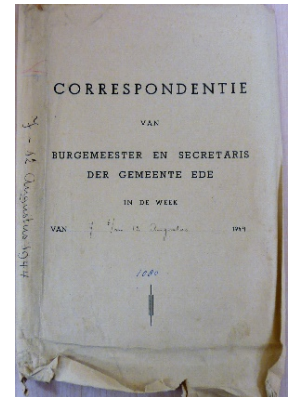 CORRESPONDENTIE
VAN
BURGEMEESTER EN SECRETARIS
DER GEMEENTE EDE
IN DE WEEK
VAN 7 t/m 12 Augustus 1944
1080
7 - 12 Augustus 1944